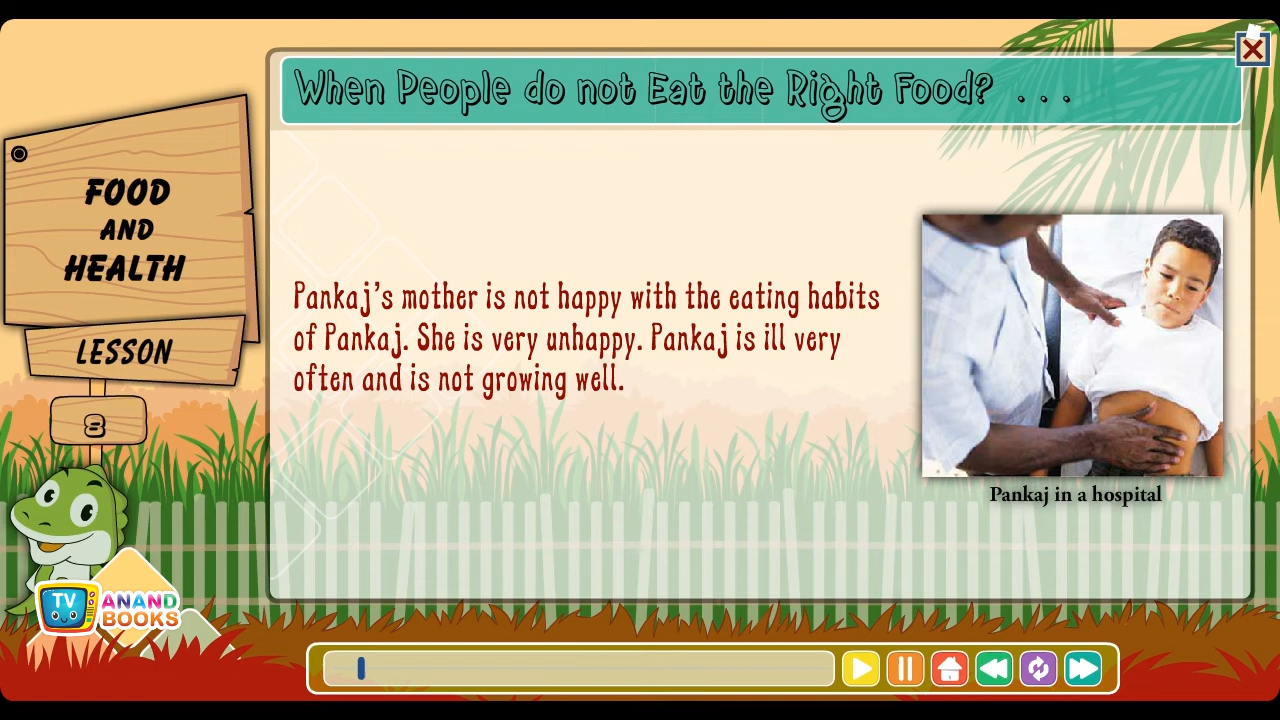 When People do not Eat the Right Food? . . .
FOOD
AND
HEALTH
LESSON
8
Pankaj's mother is not happy with the eating habits
of Pankaj. She is very unhappy. Pankaj is ill very
often and is not growing well.
Pankaj in a hospital
TV
ANAND
BOOKS